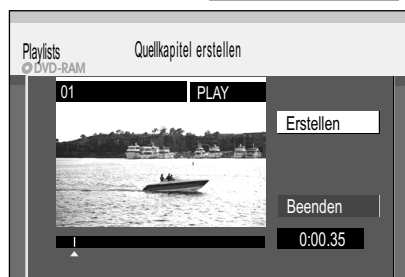 Playlists Quellkapitel erstellen
DVD-RAM
01 PLAY
Erstellen
Beenden
0:00.35